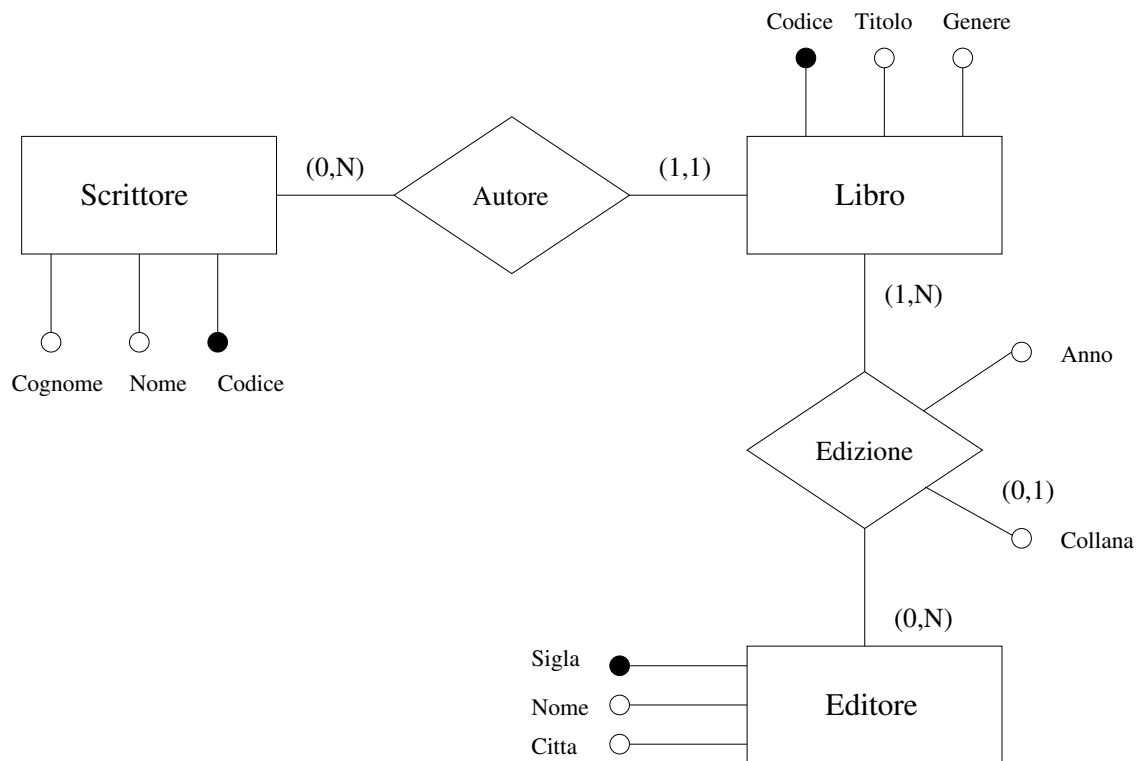 Codice Titolo Genere
(0,N) (1,1)
Scrittore Autore Libro
(1,N)
Anno
Cognome Nome Codice
Edizione
(0,1)
Collana
(0,N)
Sigla
Nome Editore
Citta